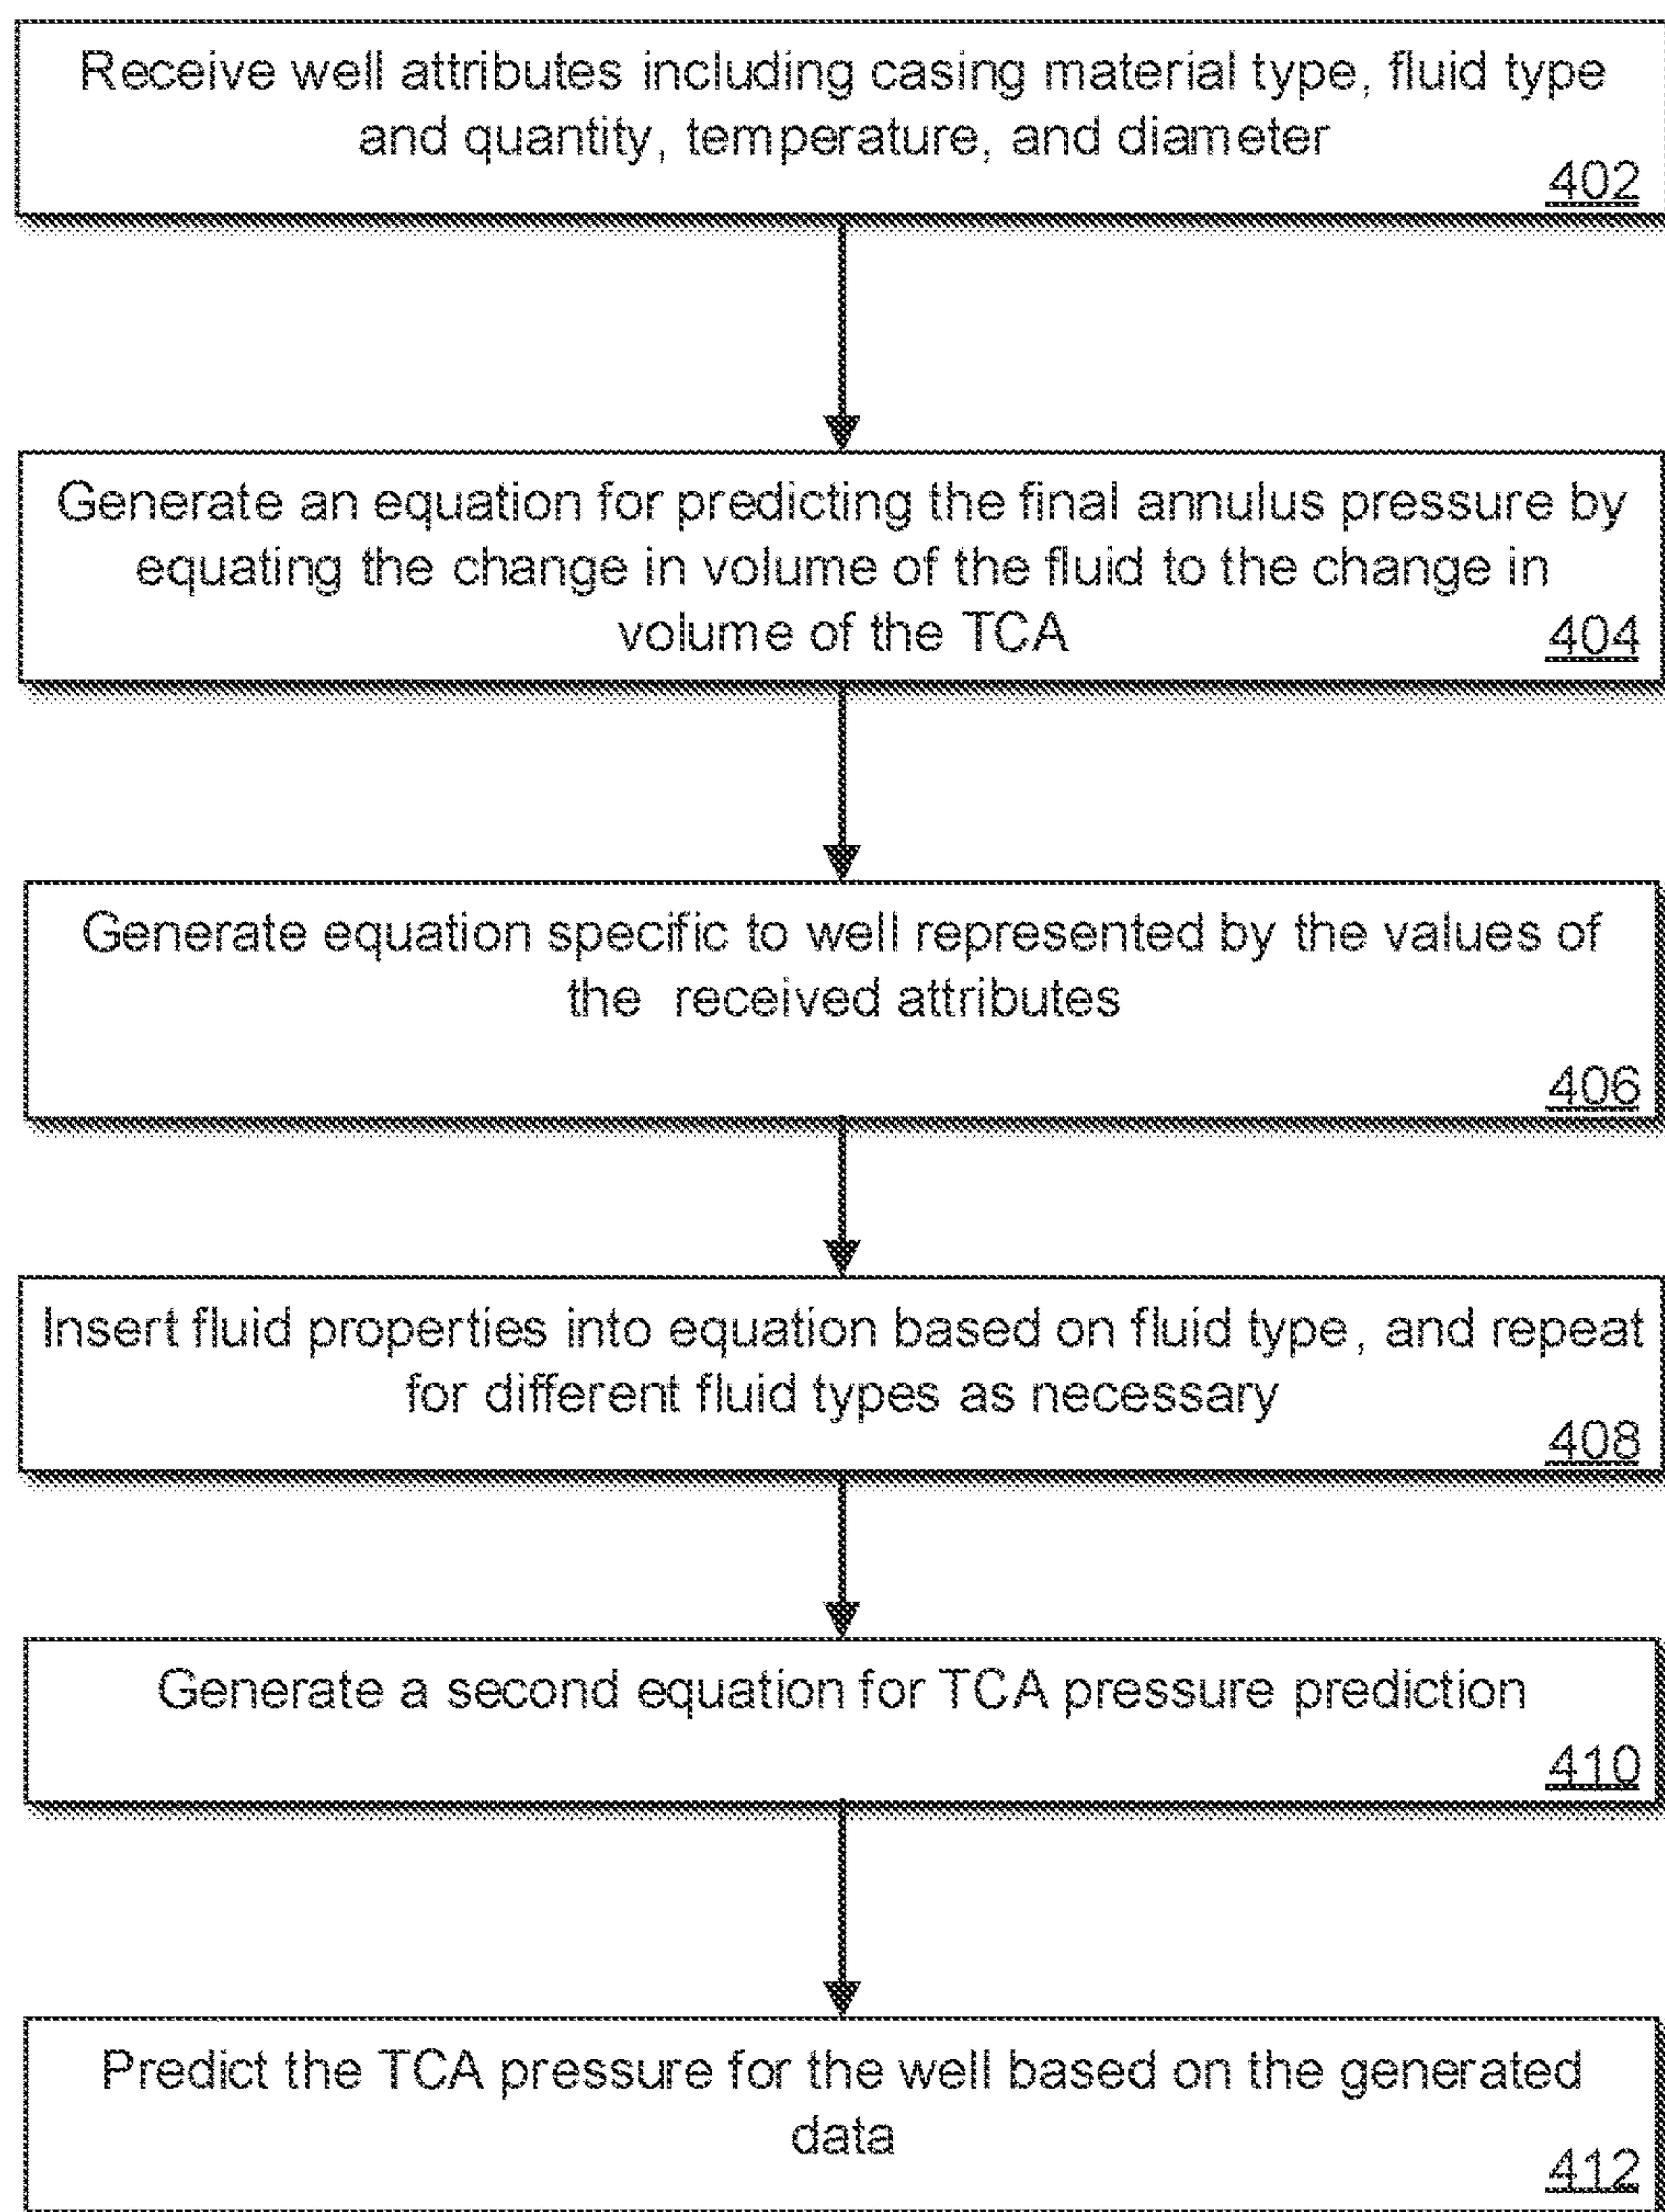 Receive well attributes including casing material type, fluid type
and quantity, temperature, and diameter
402
Generate an equation for predicting the final annulus pressure by
equating the change in volume of the fluid to the change in
volume of the TCA
404
Generate equation specific to well represented by the values of
the received attributes
406
Insert fluid properties into equation based on fluid type, and repeat
for different fluid types as necessary
408
Generate a second equation for TCA pressure prediction
410
Predict the TCA pressure for the well based on the generated
data
412